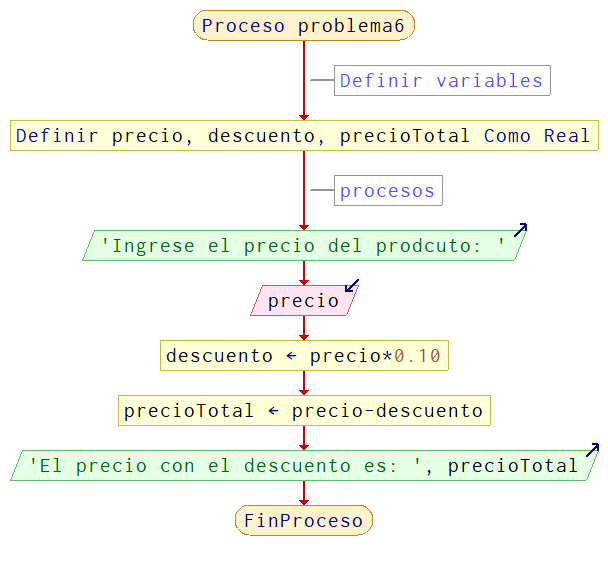 Proceso problema6
Definir variables
Definir precio, descuento, precioTotal Como Real
procesos
'Ingrese el precio del prodcuto: '
precio
descuento ← precio*0.10
precioTotal ← precio-descuento
'El precio con el descuento es: ', precioTotal
FinProceso